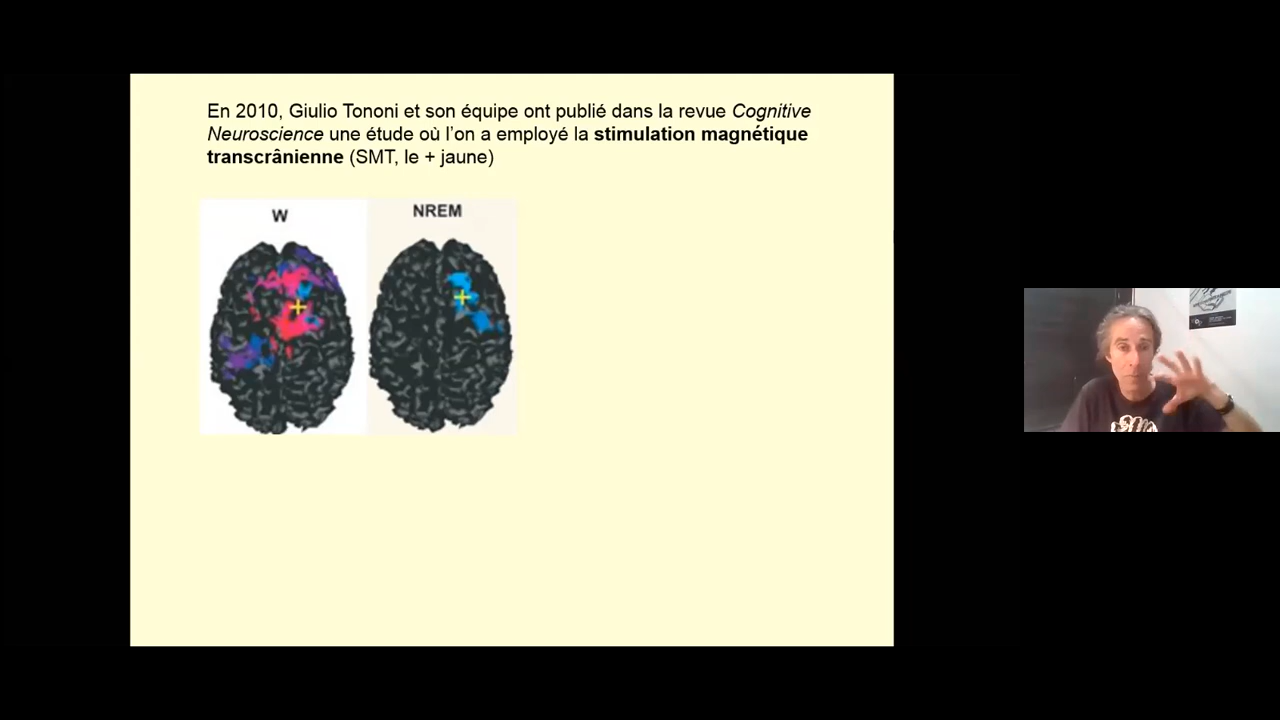 En 2010, Giulio Tononi et son équipe ont publié dans la revue Cognitive
Neuroscience une étude où l’on a employé la stimulation magnétique
transcrânienne (SMT, le + jaune)
W
NREM